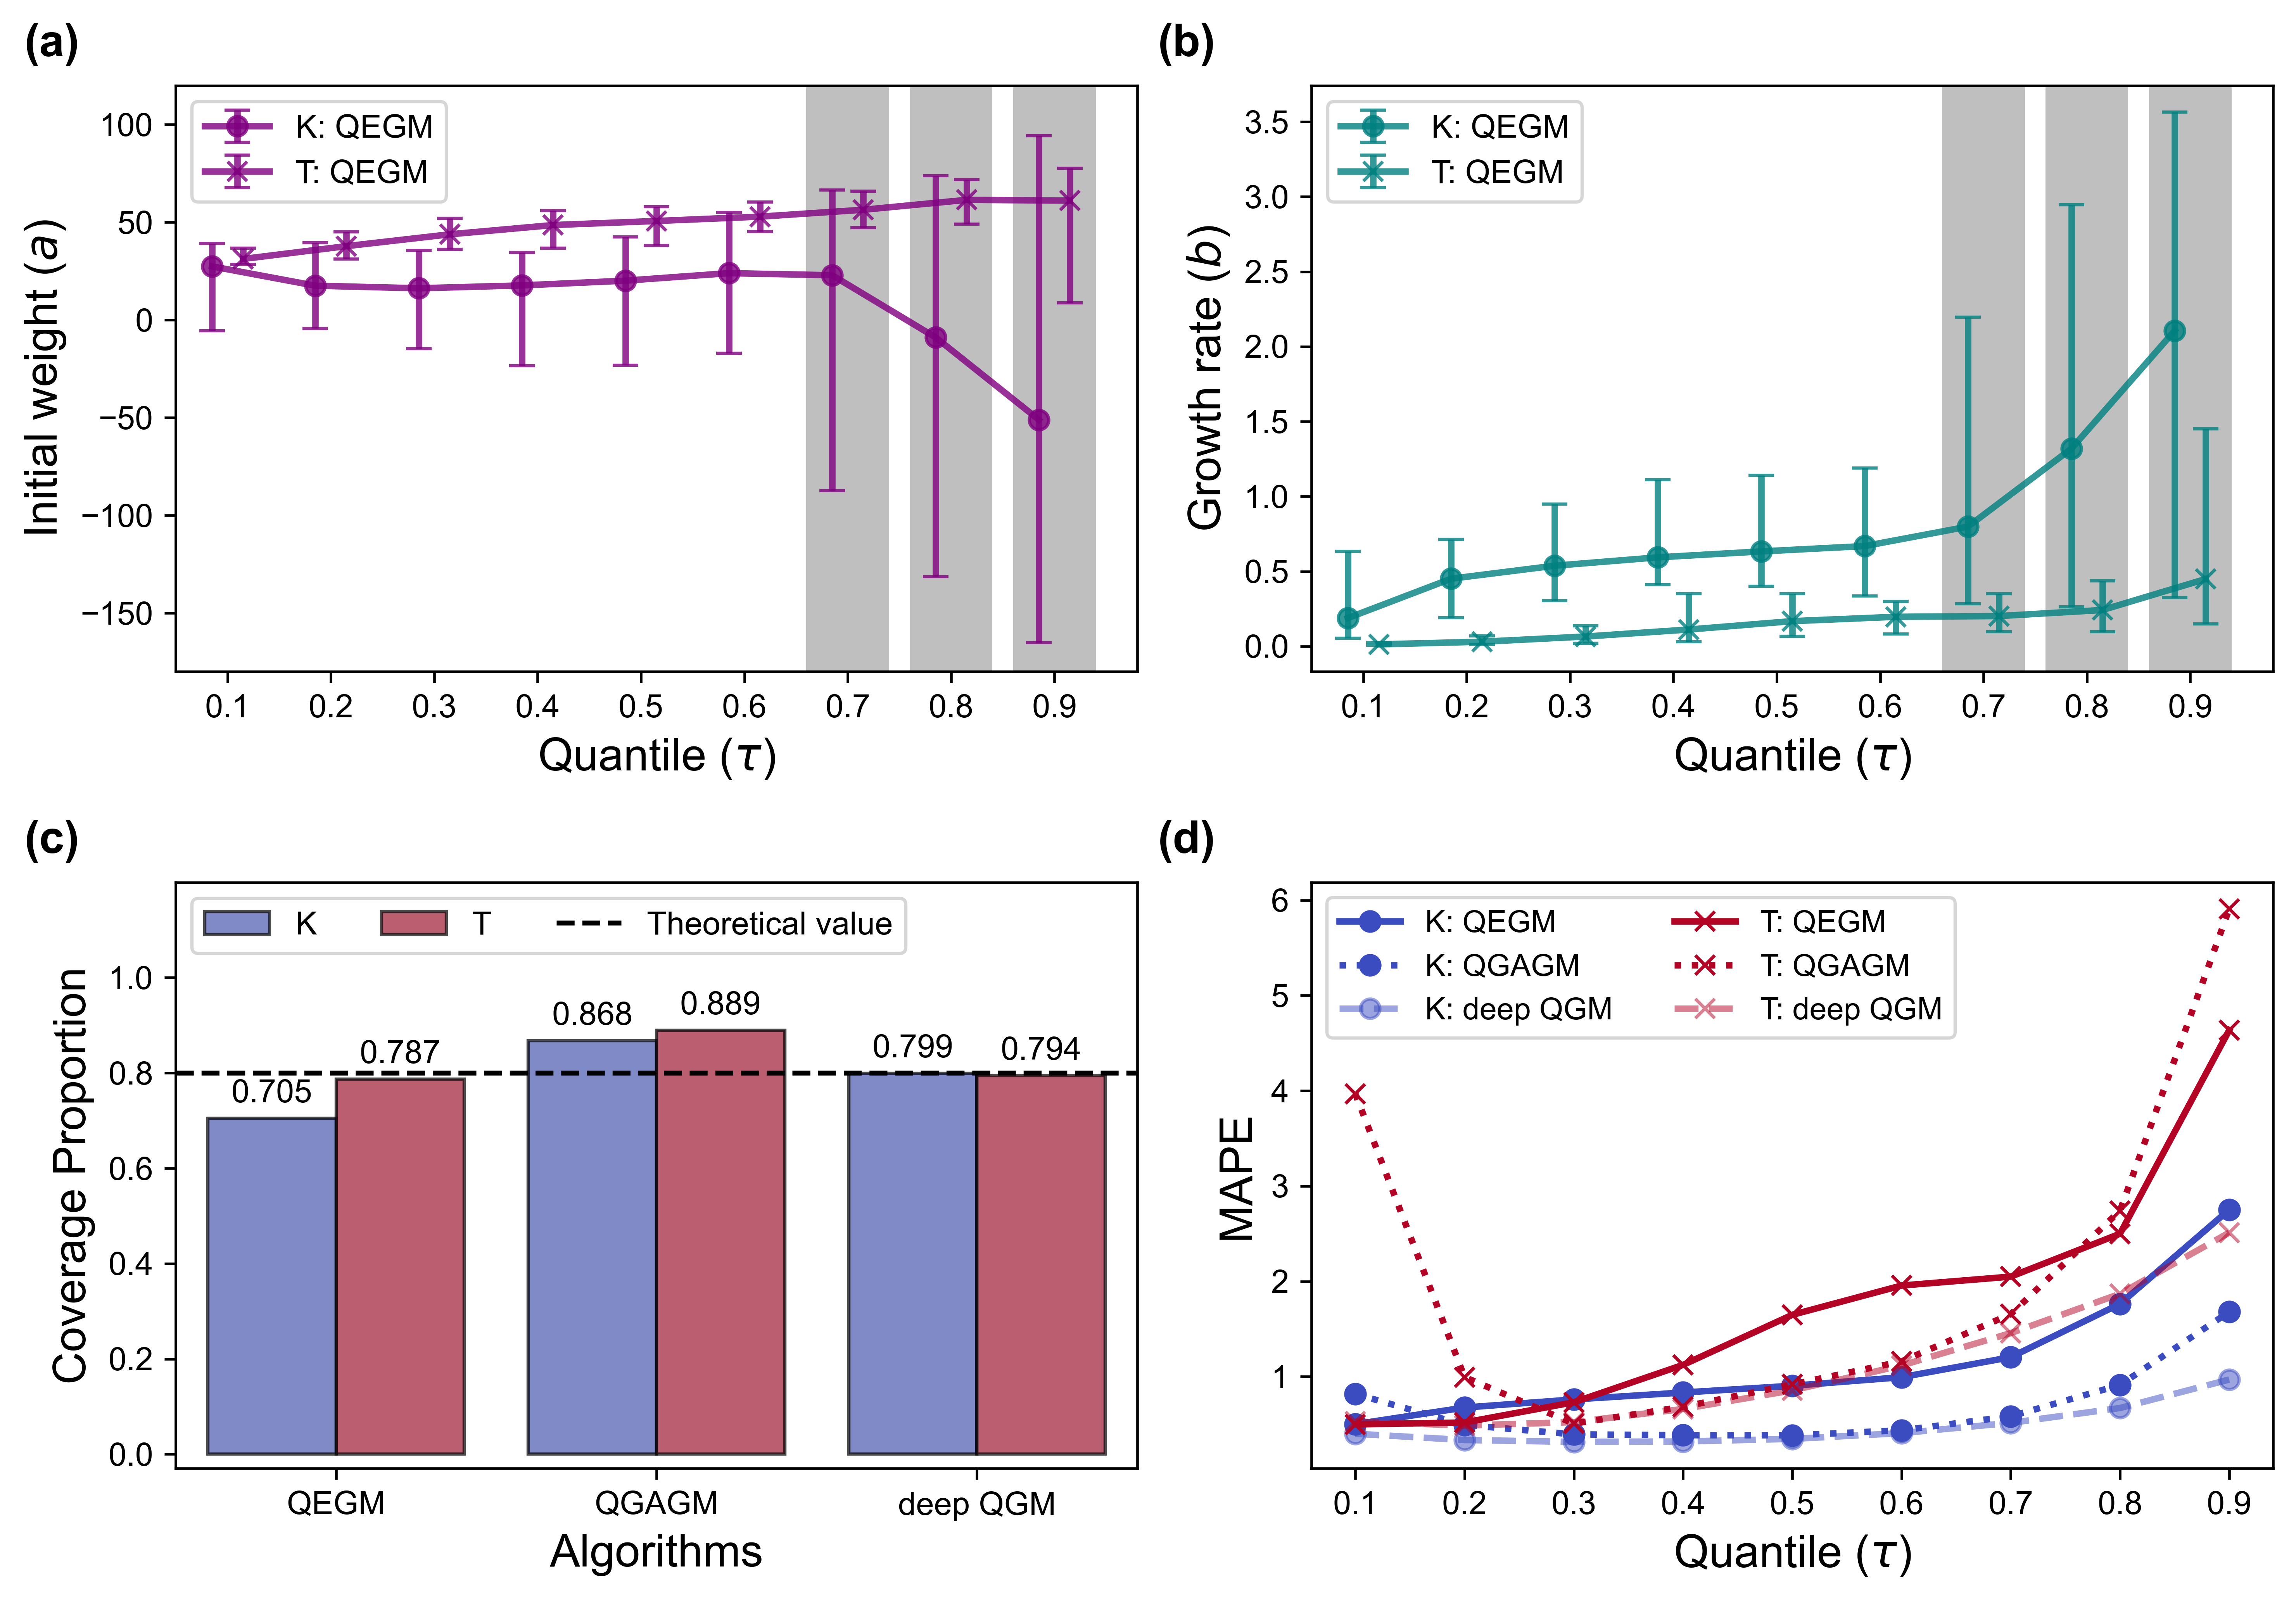 (a)
K: QEGM
T: QEGM
100
50
0
−50
−100
−150
Initial weight (a)
0.1 0.2 0.3 0.4 0.5 0.6 0.7 0.8 0.9
Quantile (τ)
(b)
K: QEGM
T: QEGM
3.5
3.0
2.5
2.0
1.5
1.0
0.5
0.0
Growth rate (b)
0.1 0.2 0.3 0.4 0.5 0.6 0.7 0.8 0.9
Quantile (τ)
(c)
K T Theoretical value
1.0
0.8
0.6
0.4
0.2
0.0
Coverage Proportion
0.705 0.787 0.868 0.889 0.799 0.794
QEGM QGAGM deep QGM
Algorithms
(d)
K: QEGM T: QEGM
K: QGAGM T: QGAGM
K: deep QGM T: deep QGM
6
5
4
3
2
1
MAPE
0.1 0.2 0.3 0.4 0.5 0.6 0.7 0.8 0.9
Quantile (τ)